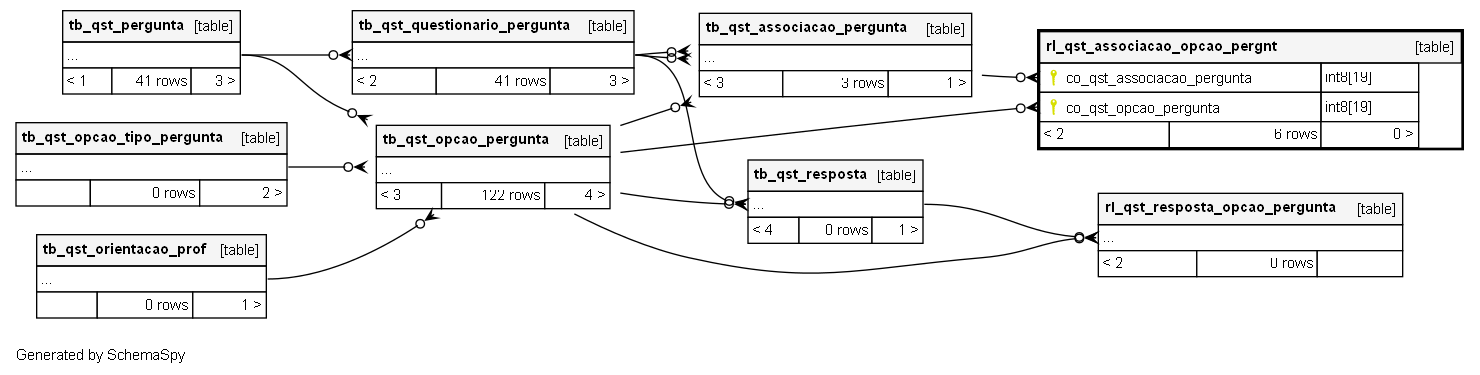 tb_qst_pergunta [table]
...
< 1 41 rows 3 >
tb_qst_questionario_pergunta [table]
...
< 2 41 rows 3 >
tb_qst_associacao_pergunta [table]
...
< 3 3 rows 1 >
rl_qst_associacao_opcao_pergnt [table]
co_qst_associacao_pergunta int8[19]
co_qst_opcao_pergunta int8[19]
< 2 6 rows 0 >
tb_qst_opcao_tipo_pergunta [table]
...
0 rows 2 >
tb_qst_opcao_pergunta [table]
...
< 3 122 rows 4 >
tb_qst_resposta [table]
...
< 4 0 rows 1 >
rl_qst_resposta_opcao_pergunta [table]
...
< 2 0 rows
tb_qst_orientacao_prof [table]
...
0 rows 1 >
Generated by SchemaSpy